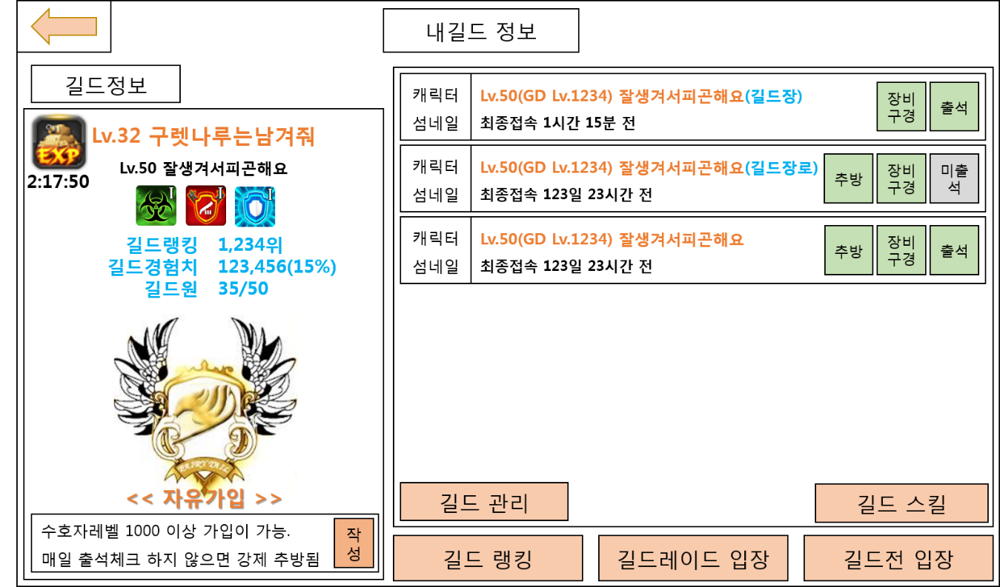 내길드 정보
길드정보
EXP
2:17:50
Lv.32 구렛나루는남겨줘
Lv.50 잘생겨서피곤해요
I
I
I
길드랭킹 1,234위
길드경험치 123,456(15%)
길드원 35/50
FAIRY TAIL
<< 자유가입 >>
수호자레벨 1000 이상 가입이 가능.
매일 출석체크 하지 않으면 강제 추방됨
작
성
캐릭터
섬네일
Lv.50(GD Lv.1234) 잘생겨서피곤해요(길드장)
최종접속 1시간 15분 전
장비
구경
출석
캐릭터
섬네일
Lv.50(GD Lv.1234) 잘생겨서피곤해요(길드장로)
최종접속 123일 23시간 전
추방
장비
구경
미출
석
캐릭터
섬네일
Lv.50(GD Lv.1234) 잘생겨서피곤해요
최종접속 123일 23시간 전
추방
장비
구경
출석
길드 관리
길드 스킬
길드 랭킹
길드레이드 입장
길드전 입장